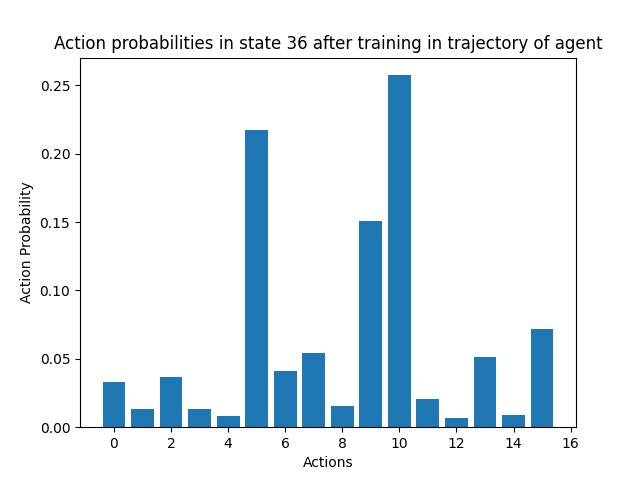 Action probabilities in state 36 after training in trajectory of agent
0.25
0.20
0.15
0.10
0.05
0.00
Action Probability
0 2 4 6 8 10 12 14 16
Actions